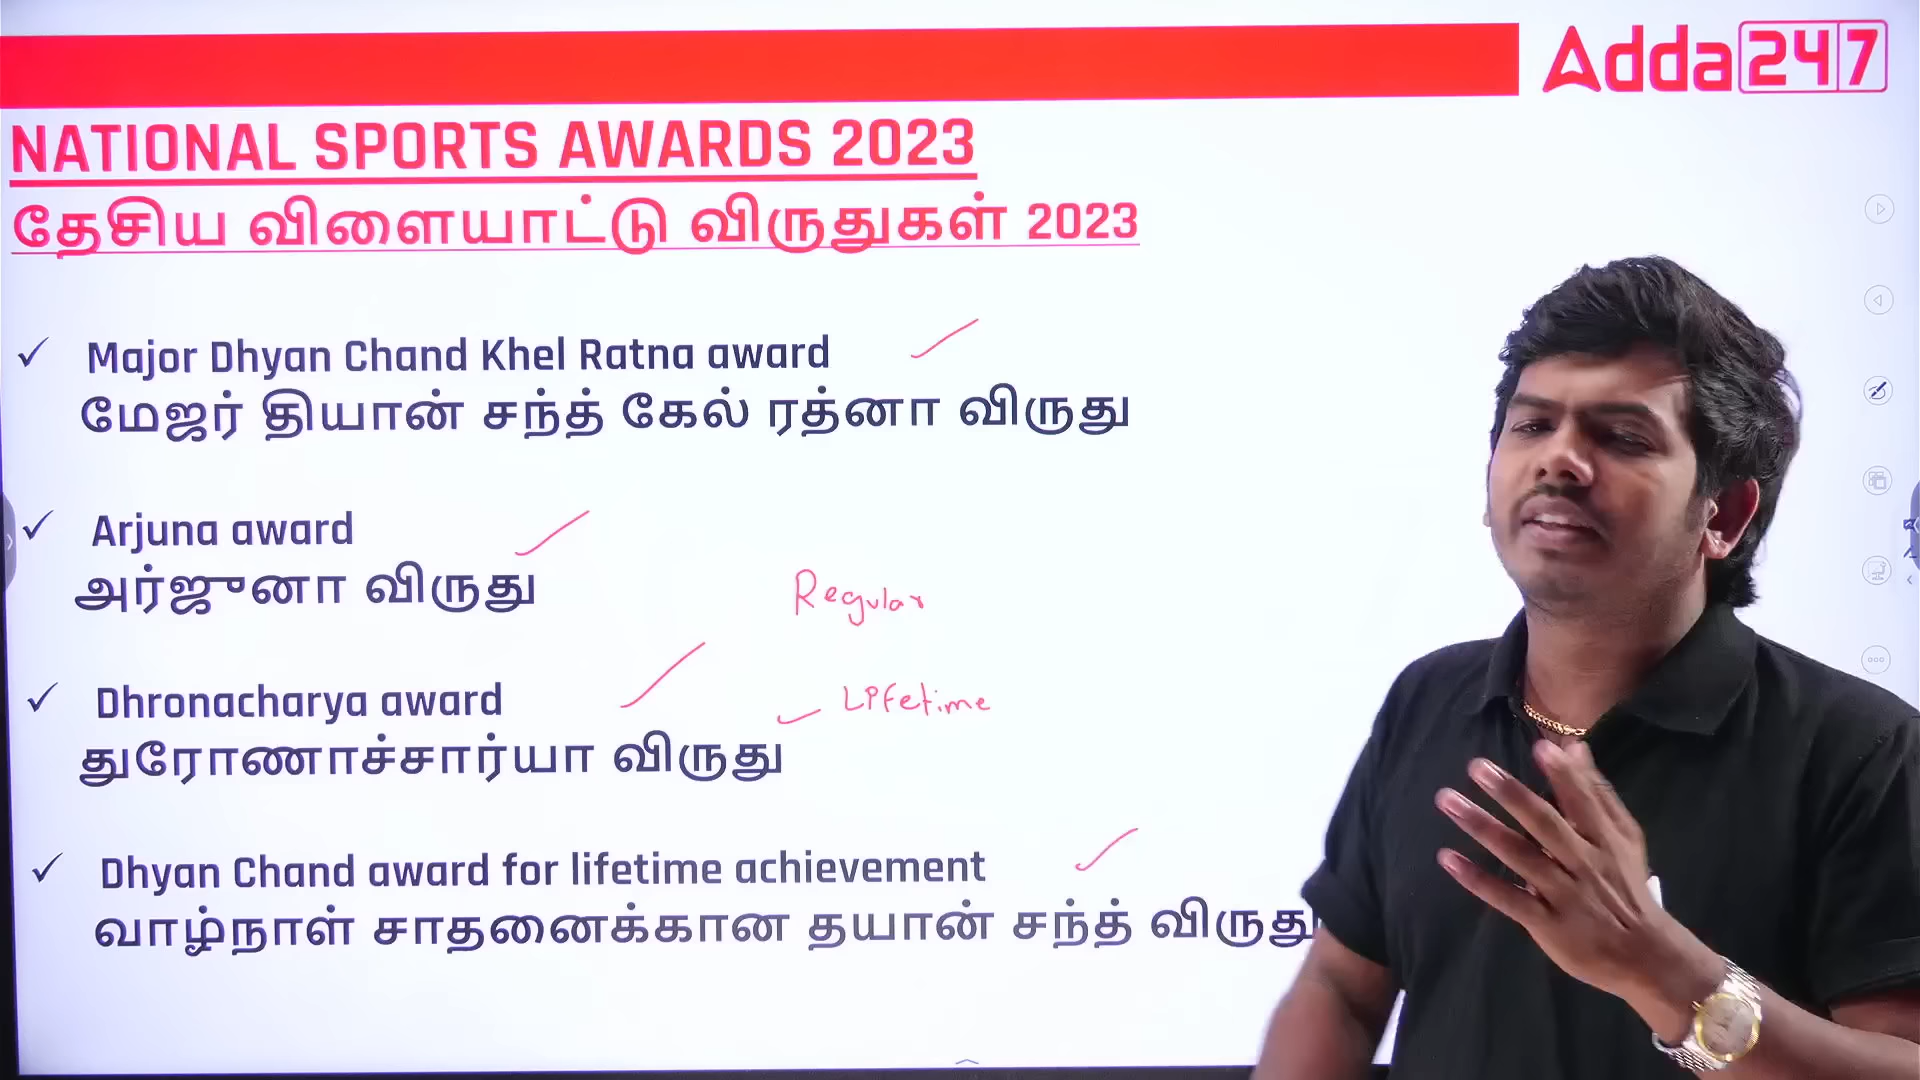 Adda247
NATIONAL SPORTS AWARDS 2023
தேசிய விளையாட்டு விருதுகள் 2023
✓ Major Dhyan Chand Khel Ratna award
மேஜர் தியான் சந்த் கேல் ரத்னா விருது
✓ Arjuna award
அர்ஜுனா விருது
Regular
✓ Dhronacharya award
Lifetime
துரோணாச்சார்யா விருது
✓ Dhyan Chand award for lifetime achievement
வாழ்நாள் சாதனைக்கான தயான் சந்த் விருது